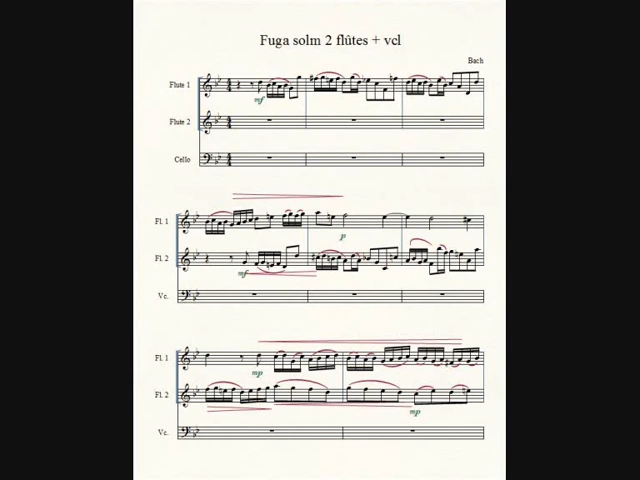 Fuga solm 2 flûtes + vcl
Bach
Flute 1
mf
Flute 2
Cello
Fl. 1
p
Fl. 2
mf
Vc.
Fl. 1
mp
Fl. 2
mp
Vc.